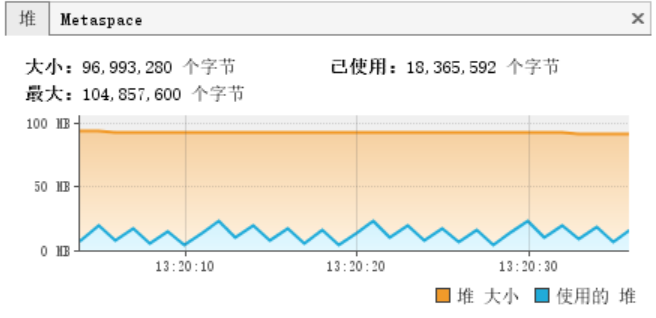 堆 Metaspace ×
大小: 96,993,280 个字节 已使用: 18,365,592 个字节
最大: 104,857,600 个字节
100 MB
50 MB
0 MB
13:20:10 13:20:20 13:20:30
堆 大小 使用的 堆